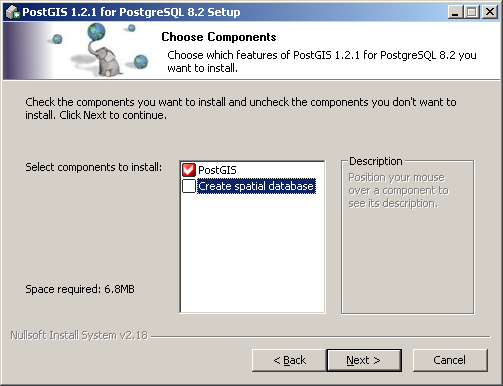 PostGIS 1.2.1 for PostgreSQL 8.2 Setup
Choose Components
Choose which features of PostGIS 1.2.1 for PostgreSQL 8.2 you
want to install.
Check the components you want to install and uncheck the components you don't want to
install. Click Next to continue.
Select components to install:
PostGIS
Create spatial database
Description
Position your mouse
over a component to
see its description.
Space required: 6.8MB
Nullsoft Install System v2.18
< Back
Next >
Cancel